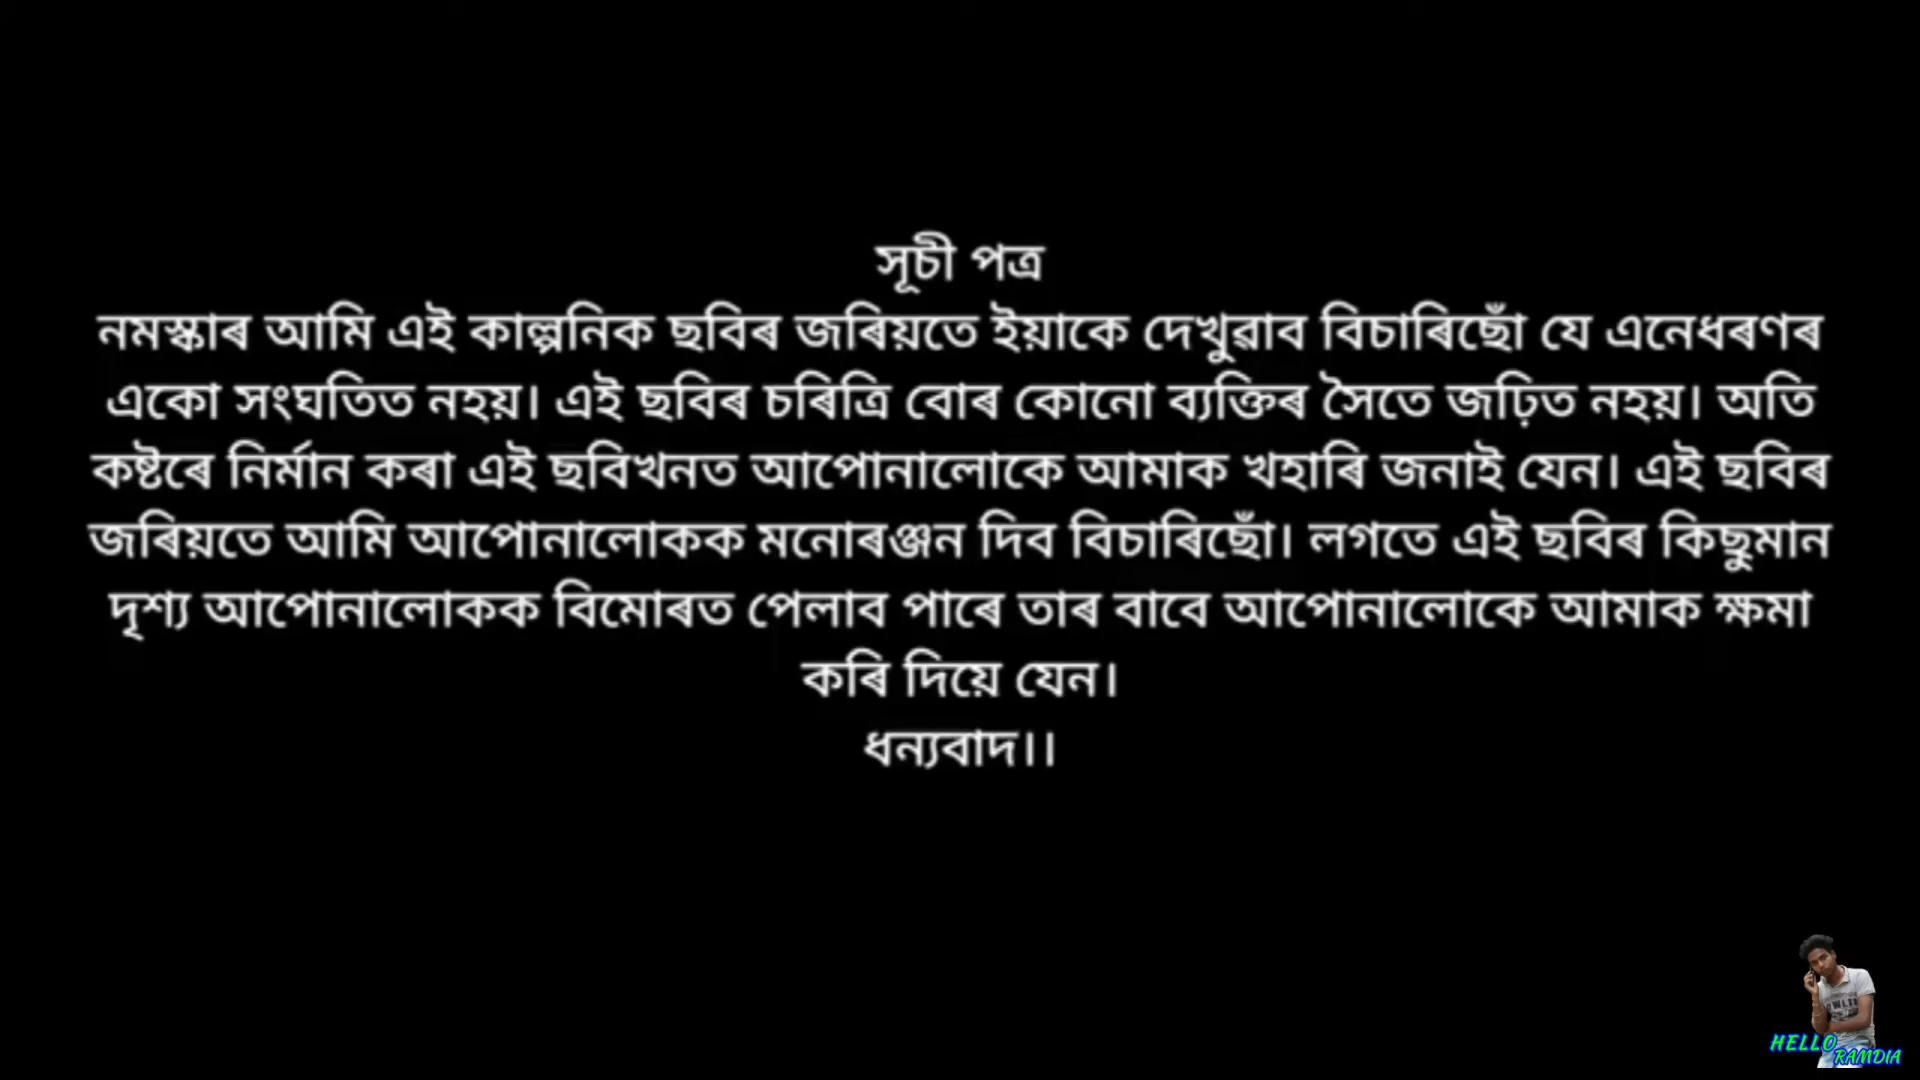 সূচী পত্ৰ
নমস্কাৰ আমি এই কাল্পনিক ছবিৰ জৰিয়তে ইয়াকে দেখুৱাব বিচাৰিছোঁ যে এনেধৰণৰ
একো সংঘতিত নহয়। এই ছবিৰ চৰিত্ৰি বোৰ কোনো ব্যক্তিৰ সৈতে জঢ়িত নহয়। অতি
কষ্টৰে নিৰ্মান কৰা এই ছবিখনত আপোনালোকে আমাক খহাৰি জনাই যেন। এই ছবিৰ
জৰিয়তে আমি আপোনালোকক মনোৰঞ্জন দিব বিচাৰিছোঁ। লগতে এই ছবিৰ কিছুমান
দৃশ্য আপোনালোকক বিমোৰত পেলাব পাৰে তাৰ বাবে আপোনালোকে আমাক ক্ষমা
কৰি দিয়ে যেন।
ধন্যবাদ।।
HELLO
RAMDIA